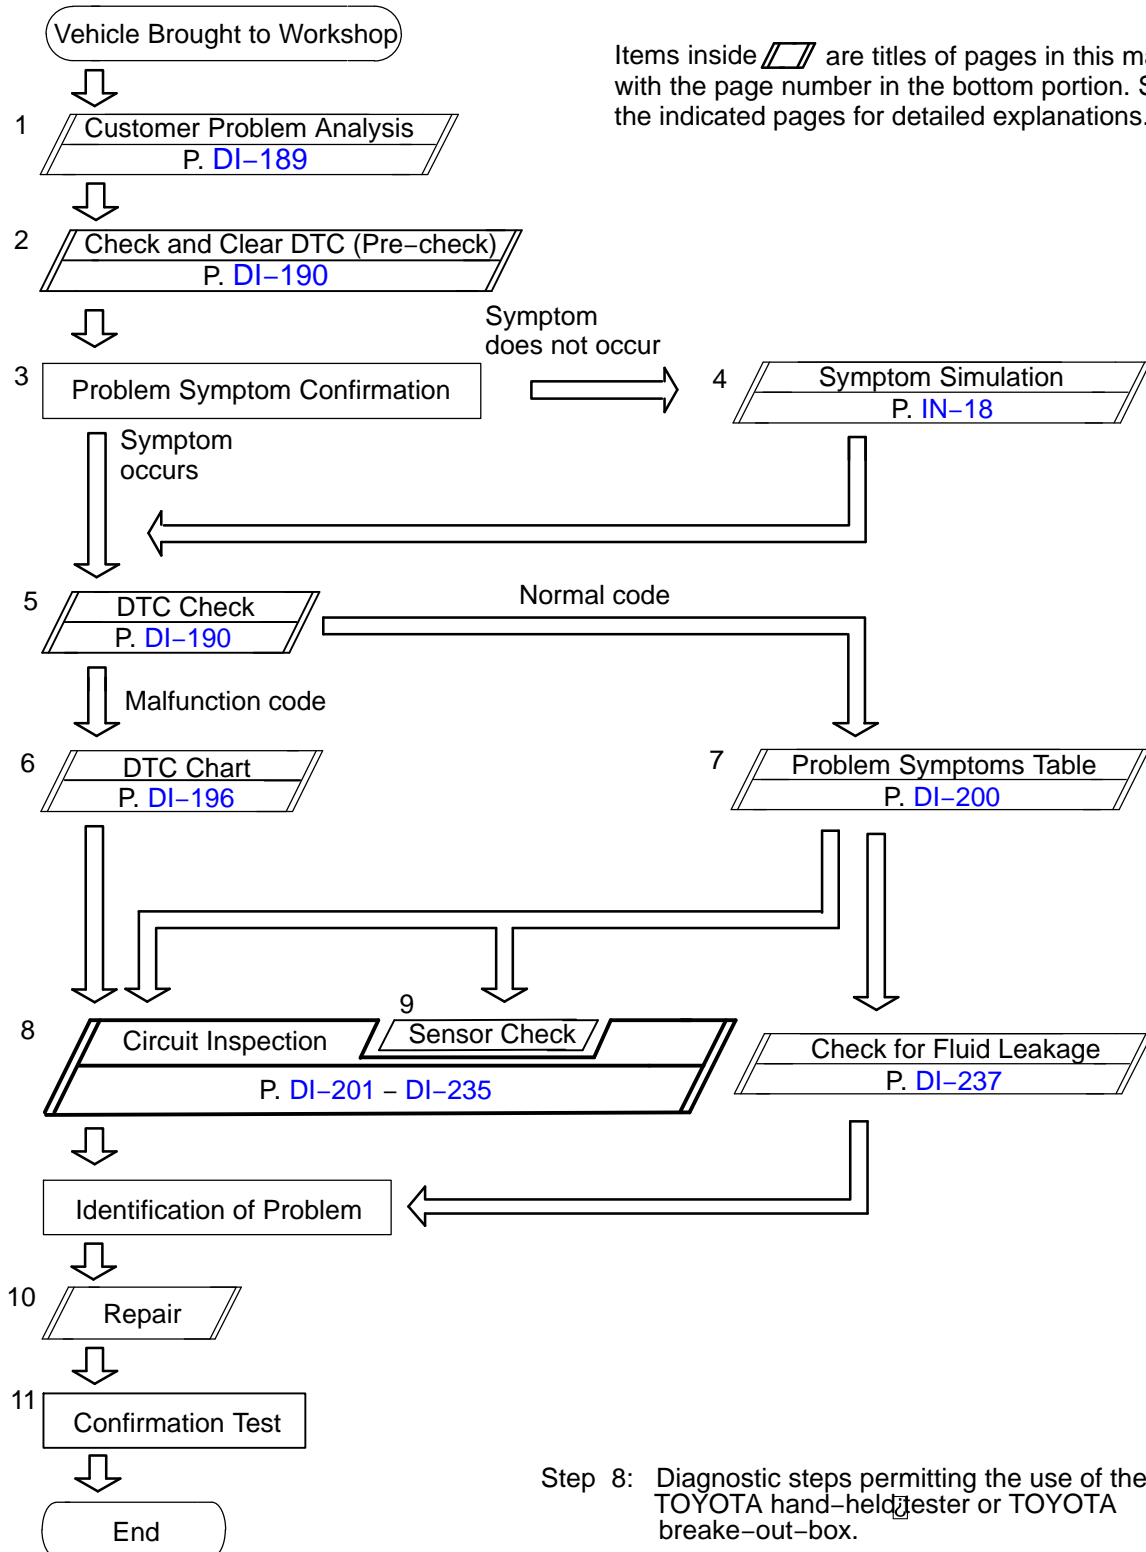 Vehicle Brought to Workshop
Items inside are titles of pages in this
with the page number in the bottom portion.
the indicated pages for detailed explanations.
1
Customer Problem Analysis
P. DI−189
2
Check and Clear DTC (Pre−check)
P. DI−190
Symptom
does not occur
3
Problem Symptom Confirmation
4
Symptom Simulation
P. IN−18
Symptom
occurs
5
DTC Check
P. DI−190
Normal code
Malfunction code
6
DTC Chart
P. DI−196
7
Problem Symptoms Table
P. DI−200
8
Circuit Inspection
9
Sensor Check
P. DI−201 − DI−235
Check for Fluid Leakage
P. DI−237
Identification of Problem
10
Repair
11
Confirmation Test
End
Step 8: Diagnostic steps permitting the use of the
TOYOTA hand−held tester or TOYOTA
breake−out−box.